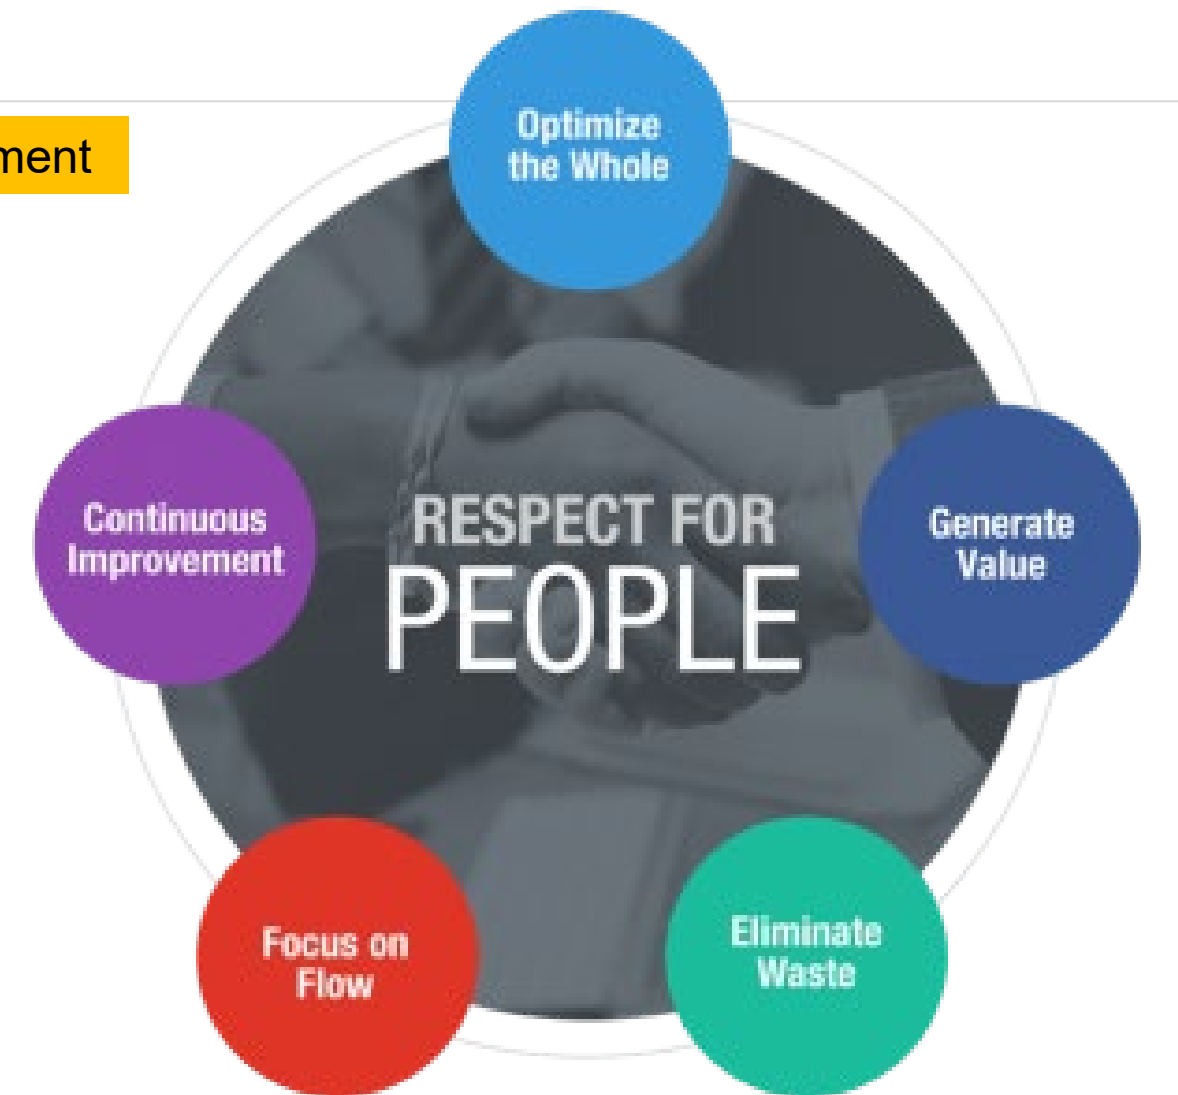 ment
Optimize
the Whole
Continuous
Improvement
RESPECT FOR
PEOPLE
Generate
Value
Focus on
Flow
Eliminate
Waste